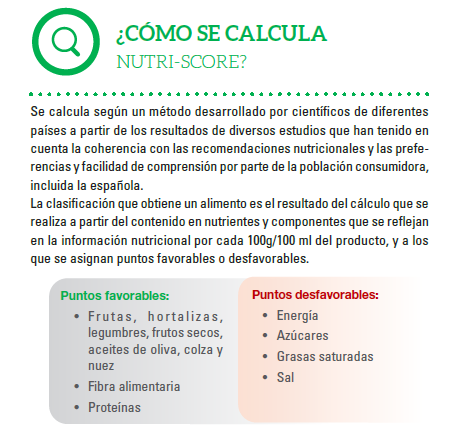 ¿CÓMO SE CALCULA
NUTRI-SCORE?
Se calcula según un método desarrollado por científicos de diferentes
países a partir de los resultados de diversos estudios que han tenido en
cuenta la coherencia con las recomendaciones nutricionales y las prefe-
rencias y facilidad de comprensión por parte de la población consumidora,
incluida la española.
La clasificación que obtiene un alimento es el resultado del cálculo que se
realiza a partir del contenido en nutrientes y componentes que se reflejan
en la información nutricional por cada 100g/100 ml del producto, y a los
que se asignan puntos favorables o desfavorables.
Puntos favorables:
• Frutas, hortalizas,
legumbres, frutos secos,
aceites de oliva, colza y
nuez
• Fibra alimentaria
• Proteínas
Puntos desfavorables:
• Energía
• Azúcares
• Grasas saturadas
• Sal